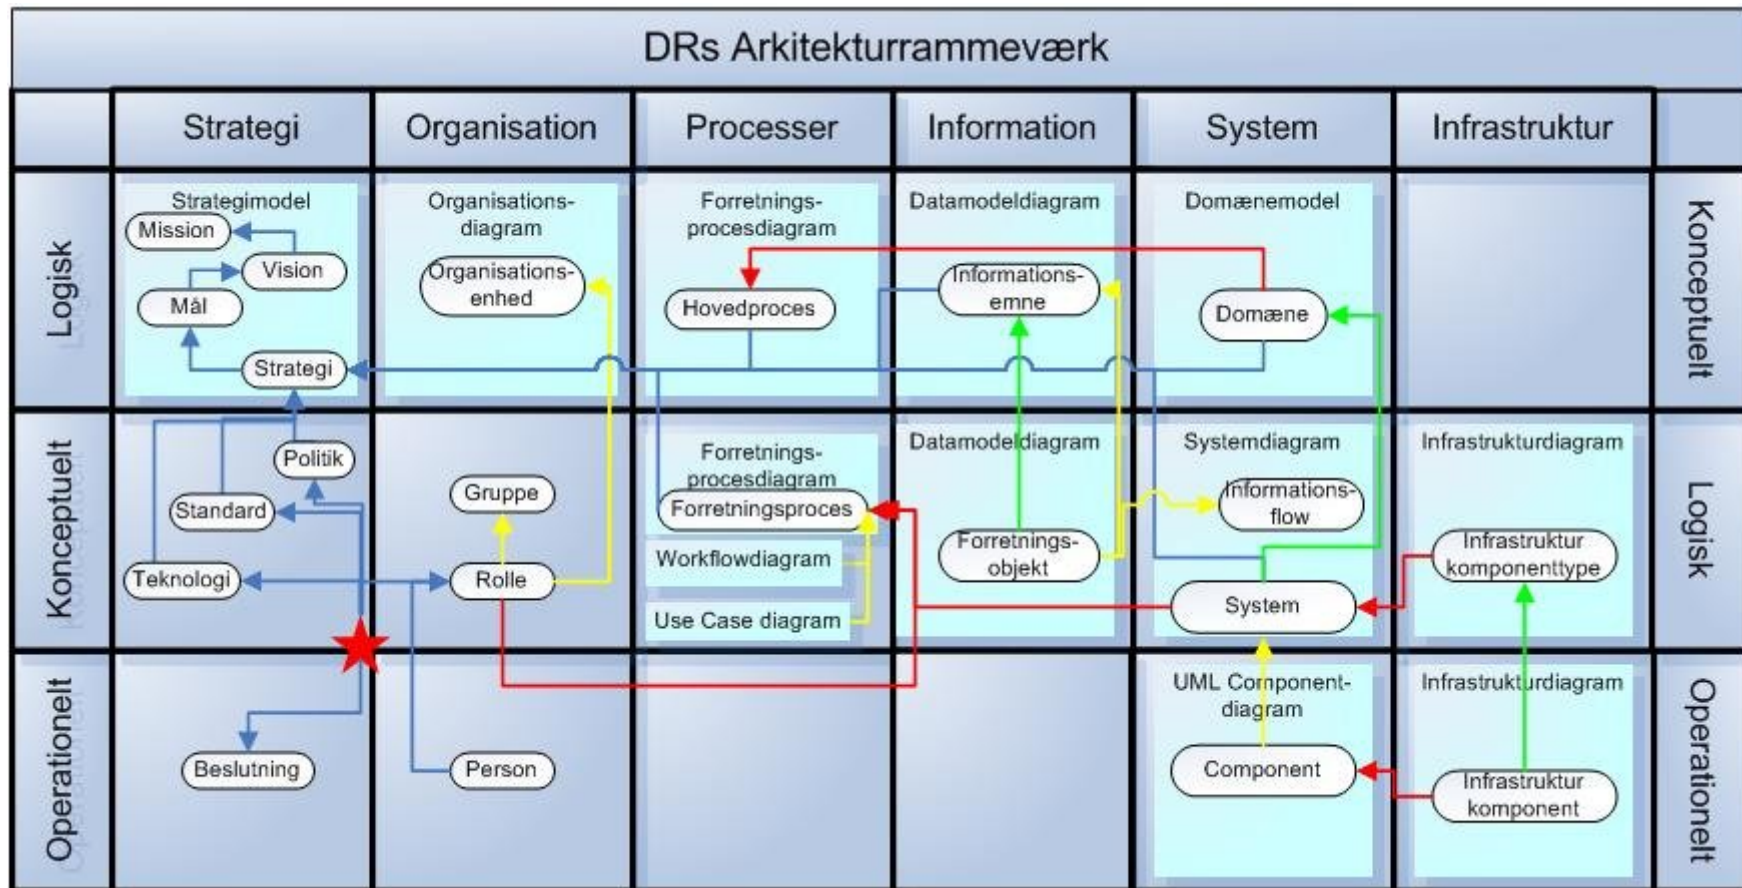 DRs Arkitekturrammeværk
Strategi
Organisation
Processer
Information
System
Infrastruktur
Logisk
Strategimodel
Mission
Vision
Mål
Strategi
Organisations-
diagram
Organisations-
enhed
Forretnings-
procesdiagram
Hovedproces
Datamodeldiagram
Informations-
emne
Domænemodel
Domæne
Konceptuelt
Konceptuelt
Politik
Standard
Teknologi
Gruppe
Rolle
Forretnings-
procesdiagram
Forretningsproces
Workflowdiagram
Use Case diagram
Datamodeldiagram
Forretnings-
objekt
Systemdiagram
Informations-
flow
System
Infrastrukturdiagram
Infrastruktur
komponenttype
Logisk
Operationelt
Beslutning
Person
UML Component-
diagram
Component
Infrastrukturdiagram
Infrastruktur
komponent
Operationelt